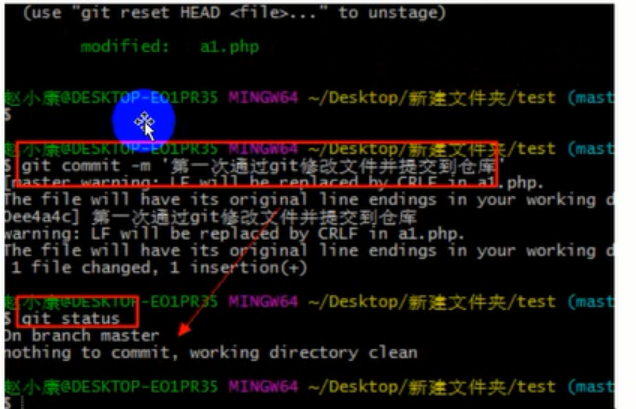 (use "git reset HEAD <file>..." to unstage)
modified: a1.php
赵小康@DESKTOP-EO1PR35 MINGW64 ~/Desktop/新建文件夹/test (mast
$
赵小康@DESKTOP-EO1PR35 MINGW64 ~/Desktop/新建文件夹/test (mast
$ git commit -m '第一次通过git修改文件并提交到仓库'
[master warning: LF will be replaced by CRLF in a1.php.
The file will have its original line endings in your working d
0ee4a4c] 第一次通过git修改文件并提交到仓库
warning: LF will be replaced by CRLF in a1.php.
The file will have its original line endings in your working d
1 file changed, 1 insertion(+)
赵小康@DESKTOP-EO1PR35 MINGW64 ~/Desktop/新建文件夹/test (mast
$ git status
On branch master
nothing to commit, working directory clean
赵小康@DESKTOP-EO1PR35 MINGW64 ~/Desktop/新建文件夹/test (mast
$